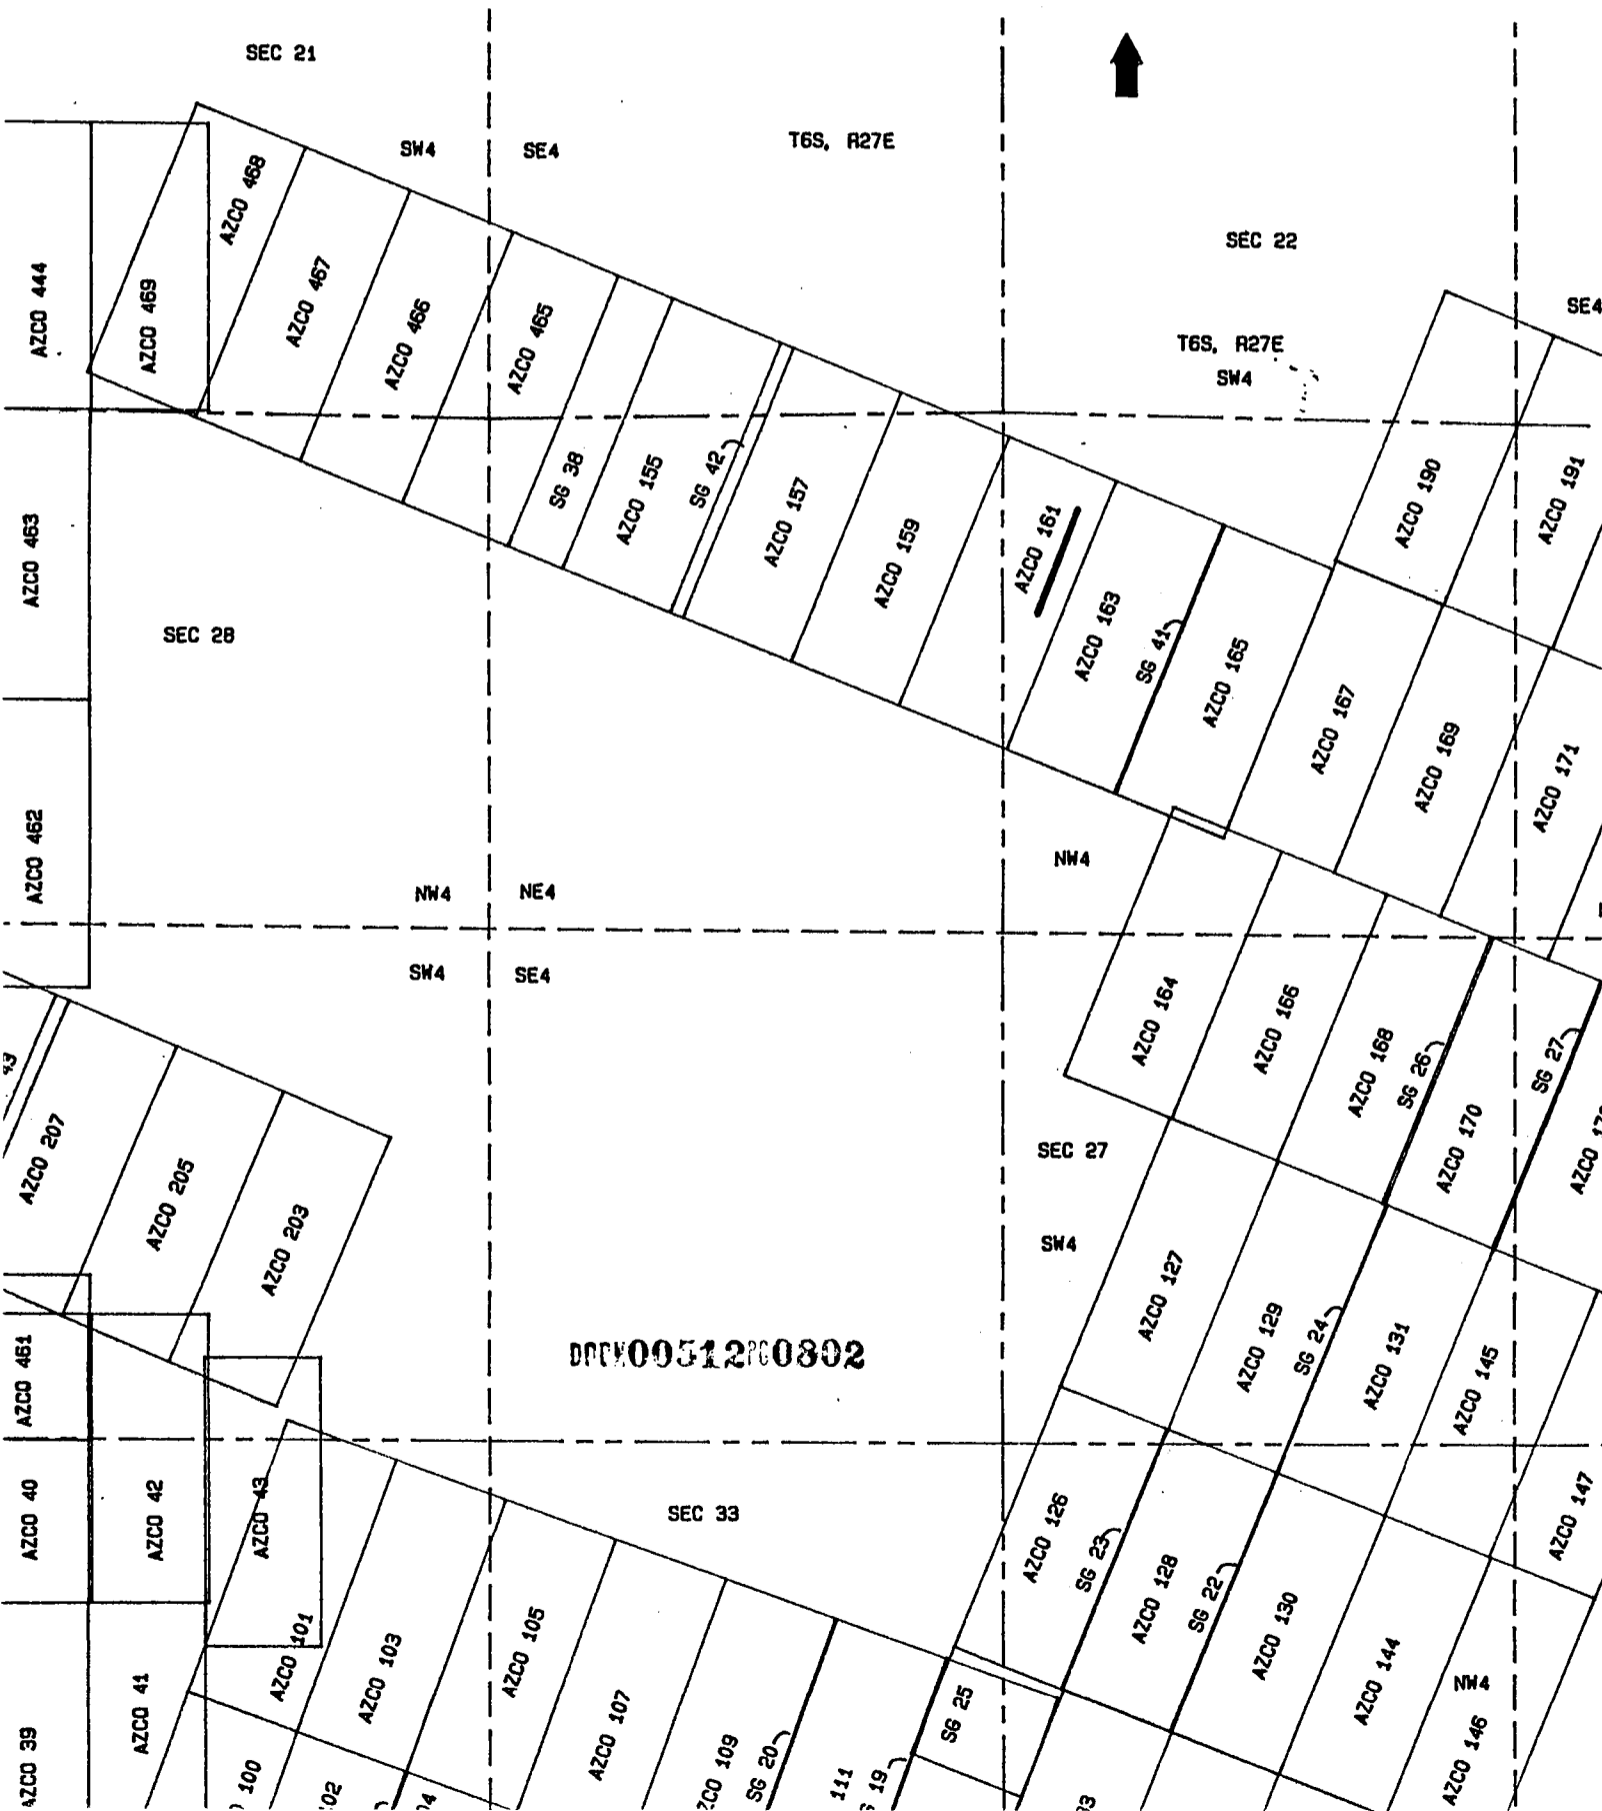 SEC 21
SW4
SE4
T6S, R27E
SEC 22
SE4
T6S, R27E
SW4
AZCO 444
AZCO 469
AZCO 468
AZCO 467
AZCO 466
AZCO 465
SG 38
AZCO 155
SG 42
AZCO 157
AZCO 159
AZCO 161
AZCO 163
SG 41
AZCO 165
AZCO 167
AZCO 169
AZCO 171
AZCO 190
AZCO 191
AZCO 463
SEC 28
AZCO 462
NW4
NE4
NW4
SW4
SE4
AZCO 164
AZCO 166
AZCO 168
SG 26
AZCO 170
SG 27
43
AZCO 207
AZCO 205
AZCO 203
SEC 27
SW4
AZCO 127
AZCO 129
SG 24
AZCO 131
AZCO 145
AZCO 147
00512 0802
AZCO 461
AZCO 40
AZCO 42
AZCO 43
SEC 33
AZCO 126
SG 23
AZCO 128
SG 22
AZCO 130
AZCO 144
NW4
AZCO 146
AZCO 39
AZCO 41
AZCO 101
AZCO 103
AZCO 105
AZCO 107
AZCO 109
SG 20
111
SG 19
SG 25
100
102